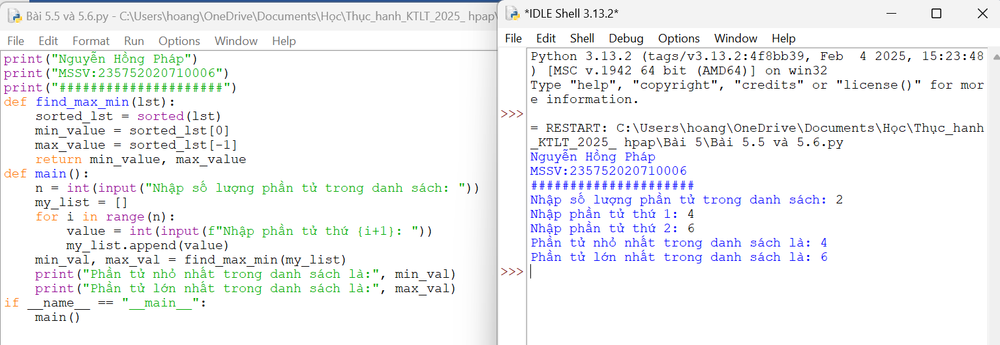 Bài 5.5 và 5.6.py - C:\Users\hoang\OneDrive\Documents\Học\Thực_hanh_KTLT_2025_ hpap\
File Edit Format Run Options Window Help
print("Nguyễn Hồng Pháp")
print("MSSV:235752020710006")
print("#####################")
def find_max_min(lst):
    sorted_lst = sorted(lst)
    min_value = sorted_lst[0]
    max_value = sorted_lst[-1]
    return min_value, max_value
def main():
    n = int(input("Nhập số lượng phần tử trong danh sách: "))
    my_list = []
    for i in range(n):
        value = int(input(f"Nhập phần tử thứ {i+1}: "))
        my_list.append(value)
    min_val, max_val = find_max_min(my_list)
    print("Phần tử nhỏ nhất trong danh sách là:", min_val)
    print("Phần tử lớn nhất trong danh sách là:", max_val)
if __name__ == "__main__":
    main()
*IDLE Shell 3.13.2*
File Edit Shell Debug Options Window Help
Python 3.13.2 (tags/v3.13.2:4f8bb39, Feb  4 2025, 15:23:48
) [MSC v.1942 64 bit (AMD64)] on win32
Type "help", "copyright", "credits" or "license()" for mor
e information.
>>>
= RESTART: C:\Users\hoang\OneDrive\Documents\Học\Thực_hanh
_KTLT_2025_ hpap\Bài 5\Bài 5.5 và 5.6.py
Nguyễn Hồng Pháp
MSSV:235752020710006
#####################
Nhập số lượng phần tử trong danh sách: 2
Nhập phần tử thứ 1: 4
Nhập phần tử thứ 2: 6
Phần tử nhỏ nhất trong danh sách là: 4
Phần tử lớn nhất trong danh sách là: 6
>>>